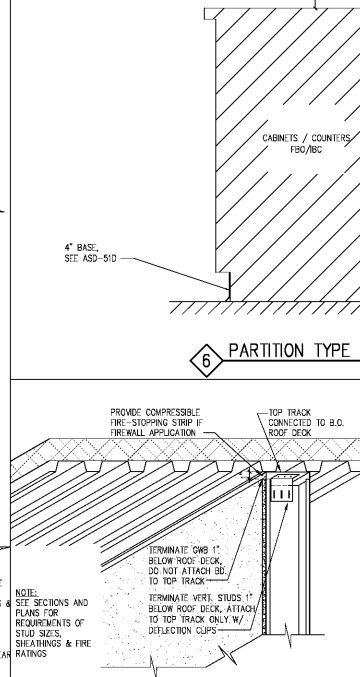 CABINETS / COUNTERS
FBO/IBC
4" BASE,
SEE ASD-51D
6 PARTITION TYPE
PROVIDE COMPRESSIBLE
FIRE-STOPPING STRIP IF
FIREWALL APPLICATION
TOP TRACK
CONNECTED TO B.O.
ROOF DECK
TERMINATE GWB 1"
BELOW ROOF DECK,
DO NOT ATTACH BD.
TO TOP TRACK
TERMINATE VERT. STUDS 1"
BELOW ROOF DECK, ATTACH
TO TOP TRACK ONLY W/
DEFLECTION CLIPS
NOTE:
SEE SECTIONS AND
PLANS FOR
REQUIREMENTS OF
STUD SIZES,
SHEATHINGS & FIRE
RATINGS